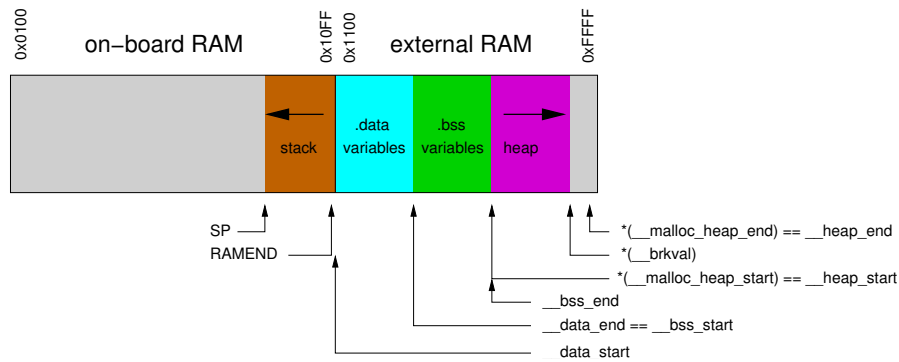 0x0100
on−board RAM
0x10FF
0x1100
external RAM
0xFFFF
stack
.data
variables
.bss
variables
heap
SP
RAMEND
*(__malloc_heap_end) == __heap_end
*(__brkval)
*(__malloc_heap_start) == __heap_start
__bss_end
__data_end == __bss_start
__data_start